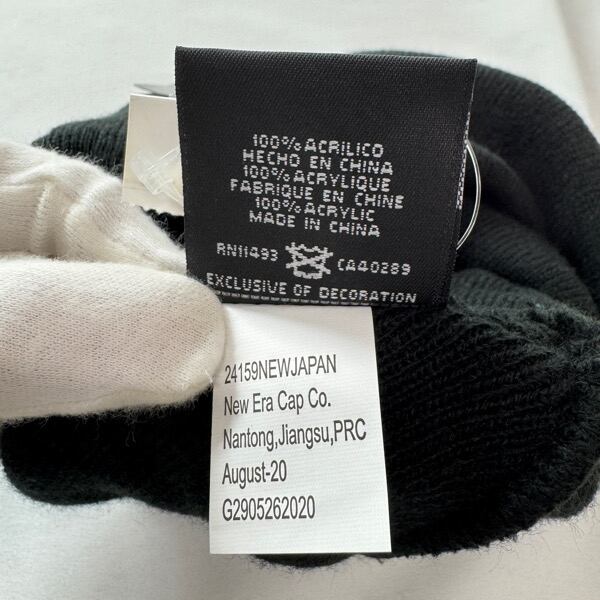 100% ACRILICO
HECHO EN CHINA
100% ACRYLIQUE
FABRIQUE EN CHINE
100% ACRYLIC
MADE IN CHINA
RN11493 CA40289
EXCLUSIVE OF DECORATION
24159NEWJAPAN
New Era Cap Co.
Nantong,Jiangsu,PRC
August-20
G2905262020